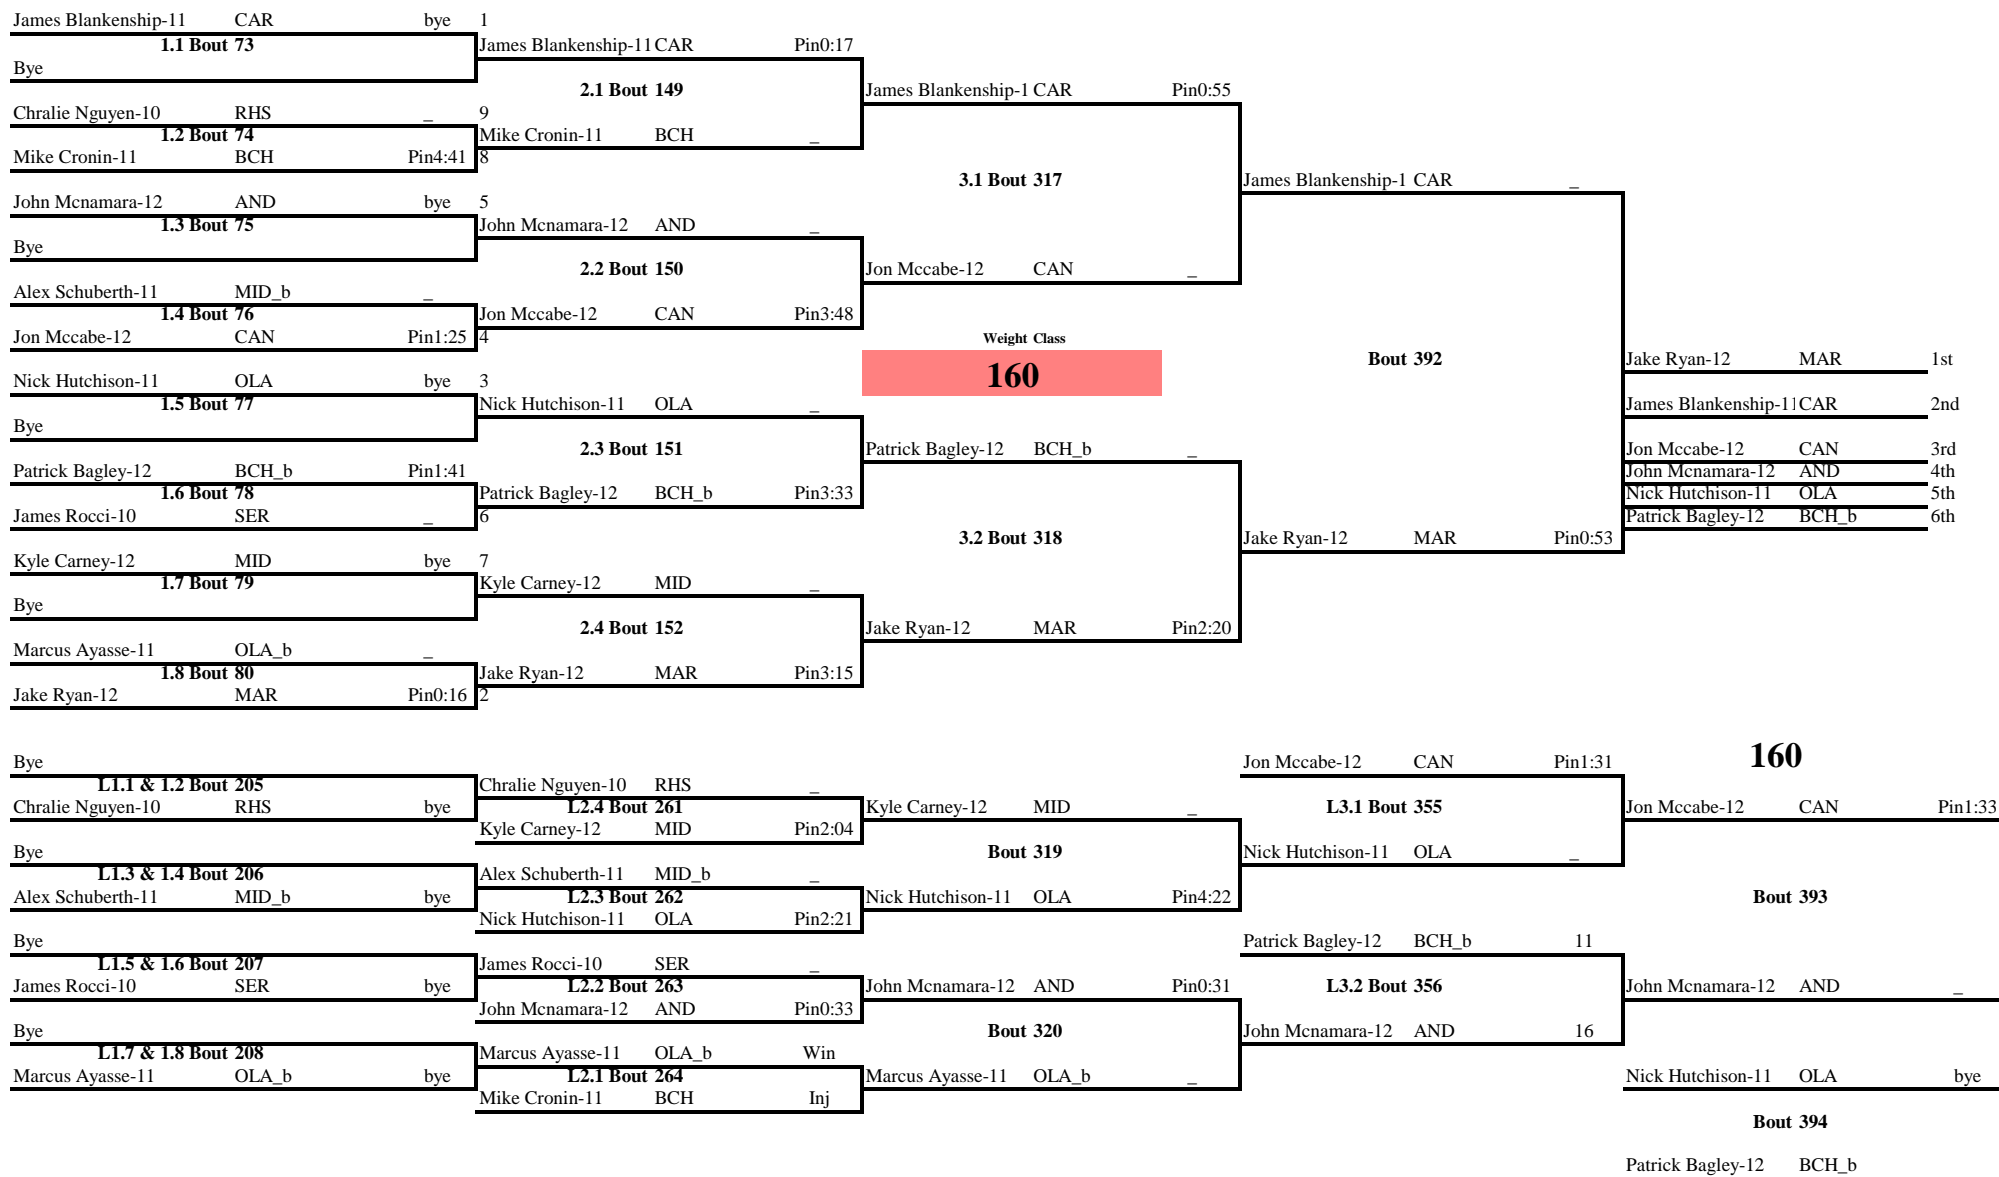 James Blankenship-11 CAR bye 1
1.1 Bout 73
James Blankenship-11 CAR Pin0:17
Bye
2.1 Bout 149
James Blankenship-1 CAR Pin0:55
Chralie Nguyen-10 RHS _ 9
1.2 Bout 74
Mike Cronin-11 BCH _
Mike Cronin-11 BCH Pin4:41 8
3.1 Bout 317
James Blankenship-1 CAR _
John Mcnamara-12 AND bye 5
1.3 Bout 75
John Mcnamara-12 AND _
Bye
2.2 Bout 150
Jon Mccabe-12 CAN _
Alex Schuberth-11 MID_b _
1.4 Bout 76
Jon Mccabe-12 CAN Pin3:48
Jon Mccabe-12 CAN Pin1:25 4
Weight Class
160
Bout 392
Jake Ryan-12 MAR 1st
Nick Hutchison-11 OLA bye 3
1.5 Bout 77
Nick Hutchison-11 OLA _
James Blankenship-11 CAR 2nd
Bye
2.3 Bout 151
Patrick Bagley-12 BCH_b _
Jon Mccabe-12 CAN 3rd
Patrick Bagley-12 BCH_b Pin1:41
John Mcnamara-12 AND 4th
1.6 Bout 78
Patrick Bagley-12 BCH_b Pin3:33
Nick Hutchison-11 OLA 5th
James Rocci-10 SER _ 6
Patrick Bagley-12 BCH_b 6th
3.2 Bout 318
Jake Ryan-12 MAR Pin0:53
Kyle Carney-12 MID bye 7
1.7 Bout 79
Kyle Carney-12 MID _
Bye
2.4 Bout 152
Jake Ryan-12 MAR Pin2:20
Marcus Ayasse-11 OLA_b _
1.8 Bout 80
Jake Ryan-12 MAR Pin3:15
Jake Ryan-12 MAR Pin0:16 2
160
Bye
Jon Mccabe-12 CAN Pin1:31
L1.1 & 1.2 Bout 205
Chralie Nguyen-10 RHS _
Chralie Nguyen-10 RHS bye
L2.4 Bout 261
Kyle Carney-12 MID _
L3.1 Bout 355
Jon Mccabe-12 CAN Pin1:33
Kyle Carney-12 MID Pin2:04
Bye
Bout 319
Nick Hutchison-11 OLA _
L1.3 & 1.4 Bout 206
Alex Schuberth-11 MID_b _
Alex Schuberth-11 MID_b bye
L2.3 Bout 262
Nick Hutchison-11 OLA Pin4:22
Bout 393
Nick Hutchison-11 OLA Pin2:21
Bye
Patrick Bagley-12 BCH_b 11
L1.5 & 1.6 Bout 207
James Rocci-10 SER _
James Rocci-10 SER bye
L2.2 Bout 263
John Mcnamara-12 AND Pin0:31
L3.2 Bout 356
John Mcnamara-12 AND _
John Mcnamara-12 AND Pin0:33
Bye
Bout 320
John Mcnamara-12 AND 16
L1.7 & 1.8 Bout 208
Marcus Ayasse-11 OLA_b Win
Marcus Ayasse-11 OLA_b bye
L2.1 Bout 264
Marcus Ayasse-11 OLA_b _
Nick Hutchison-11 OLA bye
Mike Cronin-11 BCH Inj
Bout 394
Patrick Bagley-12 BCH_b